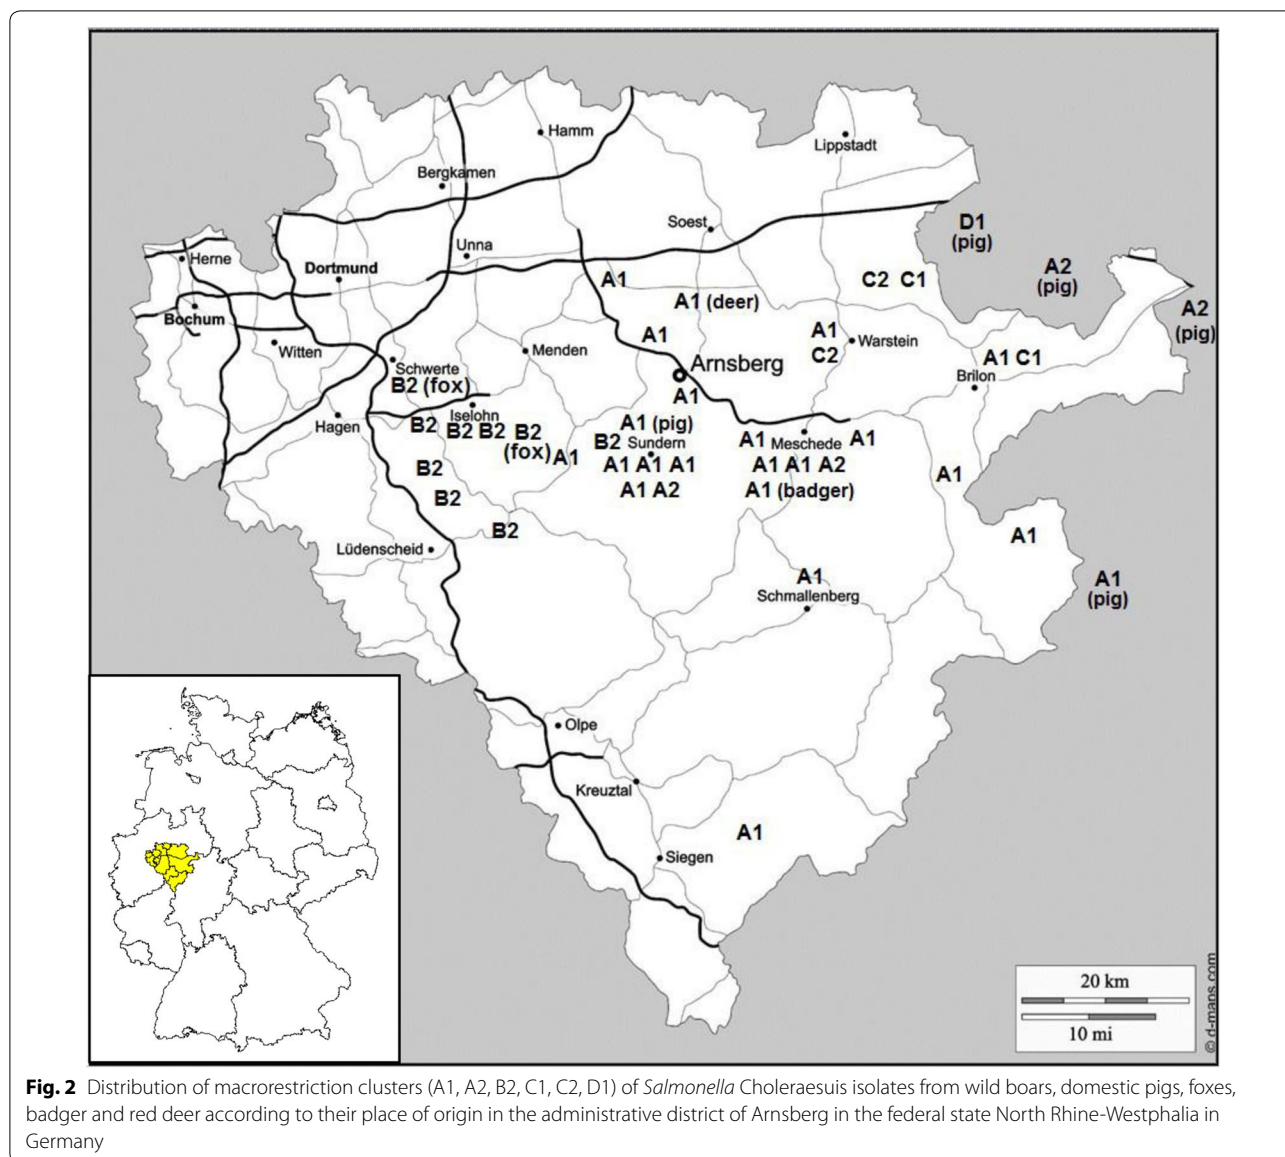 Hamm
Lippstadt
Bergkamen
Soest
D1
(pig)
Unna
Herne
Dortmund
A2
(pig)
A1
C2 C1
A1 (deer)
A2
(pig)
Bochum
A1
A1
C2
Warstein
Witten
Menden
Schwerte
B2 (fox)
Arnsberg
A1
A1 C1
Brilon
Iselohn
Hagen
B2
B2 B2
B2
(fox)
A1
A1 (pig)
B2
Sundern
A1 A1 A1
A1 A2
A1
Meschede
A1
A1 A1 A2
A1 (badger)
B2
B2
A1
B2
A1
Lüdenscheid
A1
Schmallenberg
A1
(pig)
Olpe
Kreuztal
A1
Siegen
20 km
10 mi
© d-maps.com
Fig. 2 Distribution of macrorestriction clusters (A1, A2, B2, C1, C2, D1) of Salmonella Choleraesuis isolates from wild boars, domestic pigs, foxes,
badger and red deer according to their place of origin in the administrative district of Arnsberg in the federal state North Rhine-Westphalia in
Germany